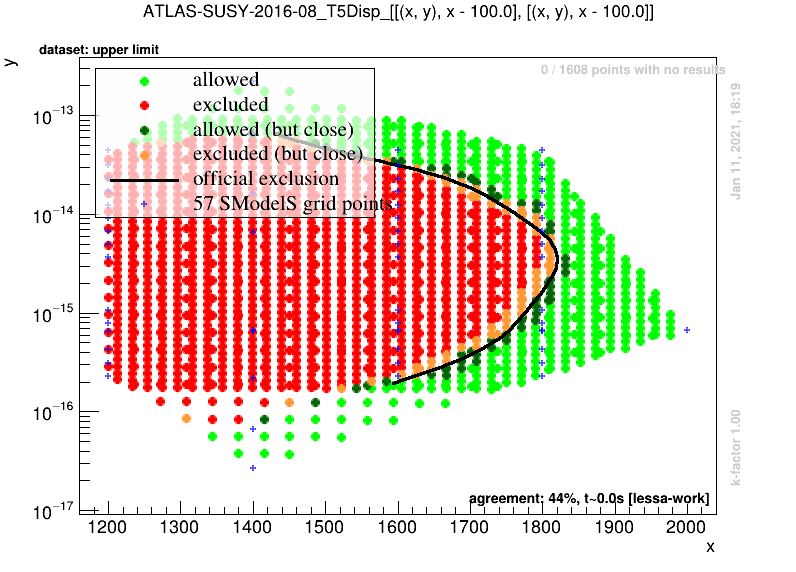 ATLAS-SUSY-2016-08_T5Disp_[[(x, y), x - 100.0], [(x, y), x - 100.0]]
dataset: upper limit
y
0 / 1608 points with no results
allowed
excluded
allowed (but close)
excluded (but close)
official exclusion
57 SModelS grid points
Jan 11, 2021, 18:19
k-factor 1.00
10⁻¹³
10⁻¹⁴
10⁻¹⁵
10⁻¹⁶
10⁻¹⁷
agreement: 44%, t~0.0s [lessa-work]
1200 1300 1400 1500 1600 1700 1800 1900 2000
x